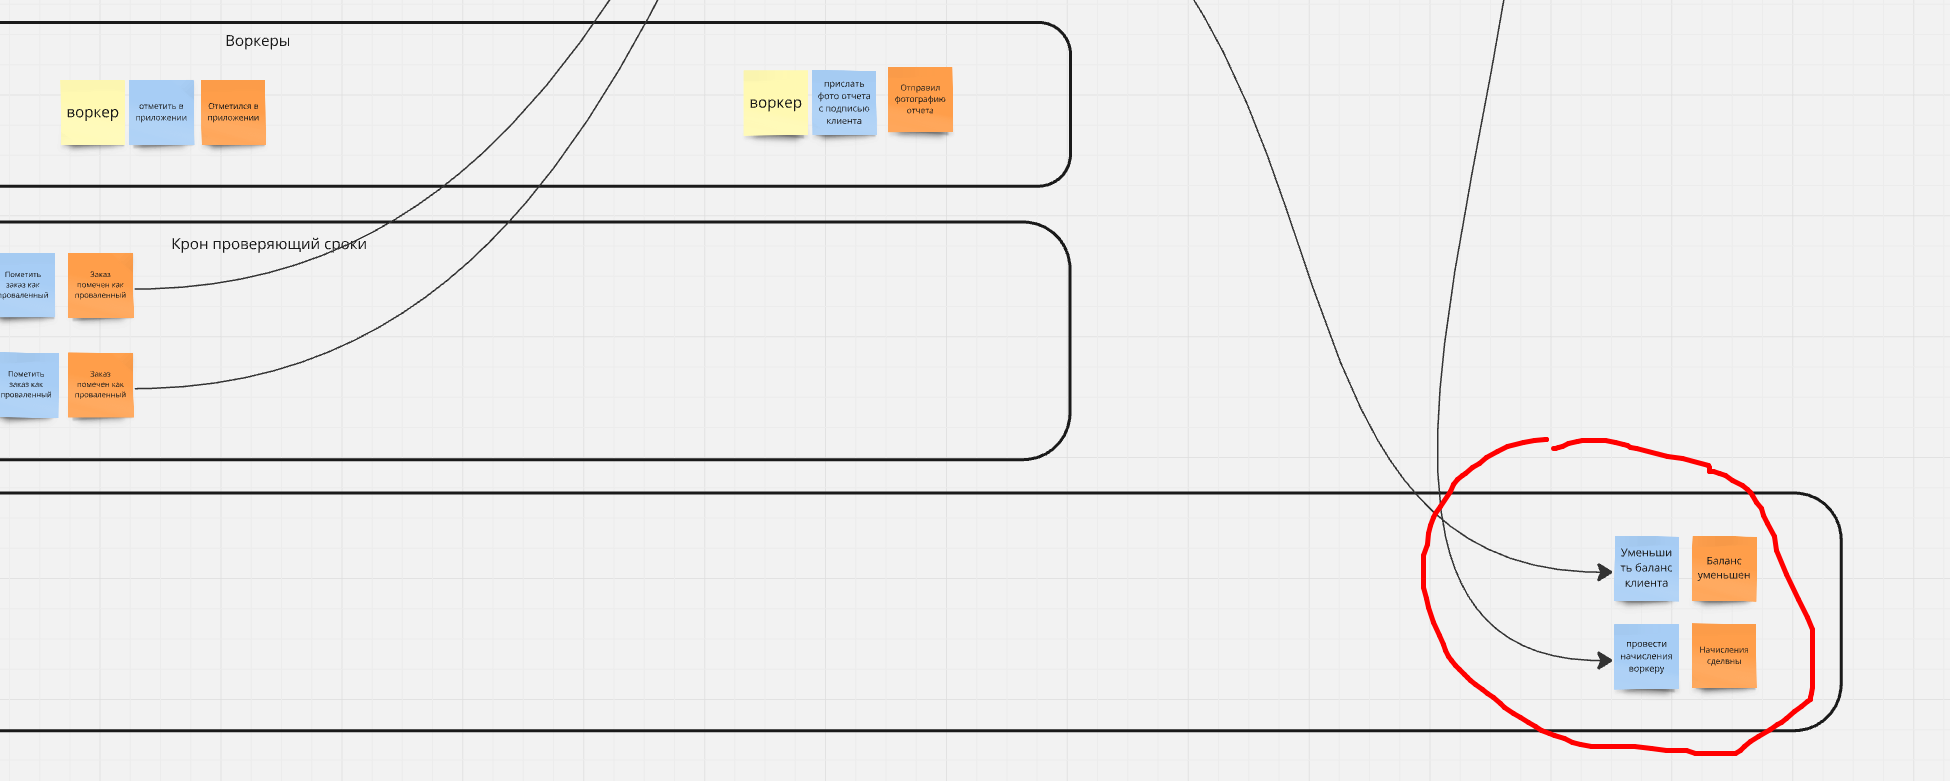 Воркеры
воркер
отметить в
приложении
Отметился в
приложении
воркер
прислать
фото отчета
с подписью
клиента
Отправил
фотографию
отчета
Крон проверяющий сроки
Пометить
заказ как
проваленный
Заказ
помечен как
проваленный
Пометить
заказ как
проваленный
Заказ
помечен как
проваленный
Уменьши
ть баланс
клиента
Баланс
уменьшен
провести
начисления
воркеру
Начисления
сделвны